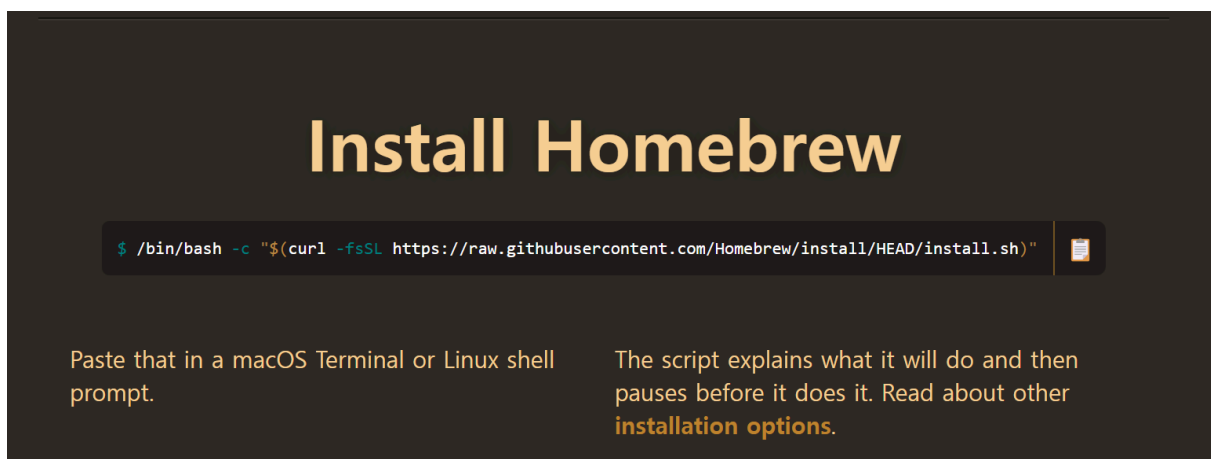 Install Homebrew
$ /bin/bash -c "$(curl -fsSL https://raw.githubusercontent.com/Homebrew/install/HEAD/install.sh)"
Paste that in a macOS Terminal or Linux shell
prompt.
The script explains what it will do and then
pauses before it does it. Read about other
installation options.